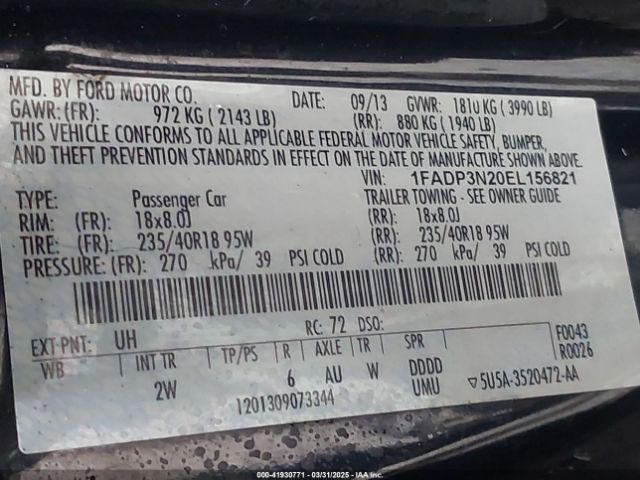 MFD. BY FORD MOTOR CO. DATE: 09/13 GVWR: 1810 KG ( 3990 LB)
GAWR: (FR): 972 KG ( 2143 LB) (RR): 880 KG ( 1940 LB)
THIS VEHICLE CONFORMS TO ALL APPLICABLE FEDERAL MOTOR VEHICLE SAFETY, BUMPER,
AND THEFT PREVENTION STANDARDS IN EFFECT ON THE DATE OF MANUFACTURE SHOWN ABOVE.
VIN: 1FADP3N20EL156821
TYPE: Passenger Car TRAILER TOWING - SEE OWNER GUIDE
RIM: (FR): 18x8.0J (RR): 18x8.0J
TIRE: (FR): 235/40R18 95W (RR): 235/40R18 95W
PRESSURE: (FR): 270 kPa/ 39 PSI COLD (RR): 270 kPa/ 39 PSI COLD
EXT PNT: UH RC: 72 DSO: F0043
R0026
WB INT TR TP/PS R AXLE TR SPR
2W 6 AU W DDDD
UMU
▽5U5A-3520472-AA
1201309073344
000-41930771 - 03/31/2025 - IAA Inc.